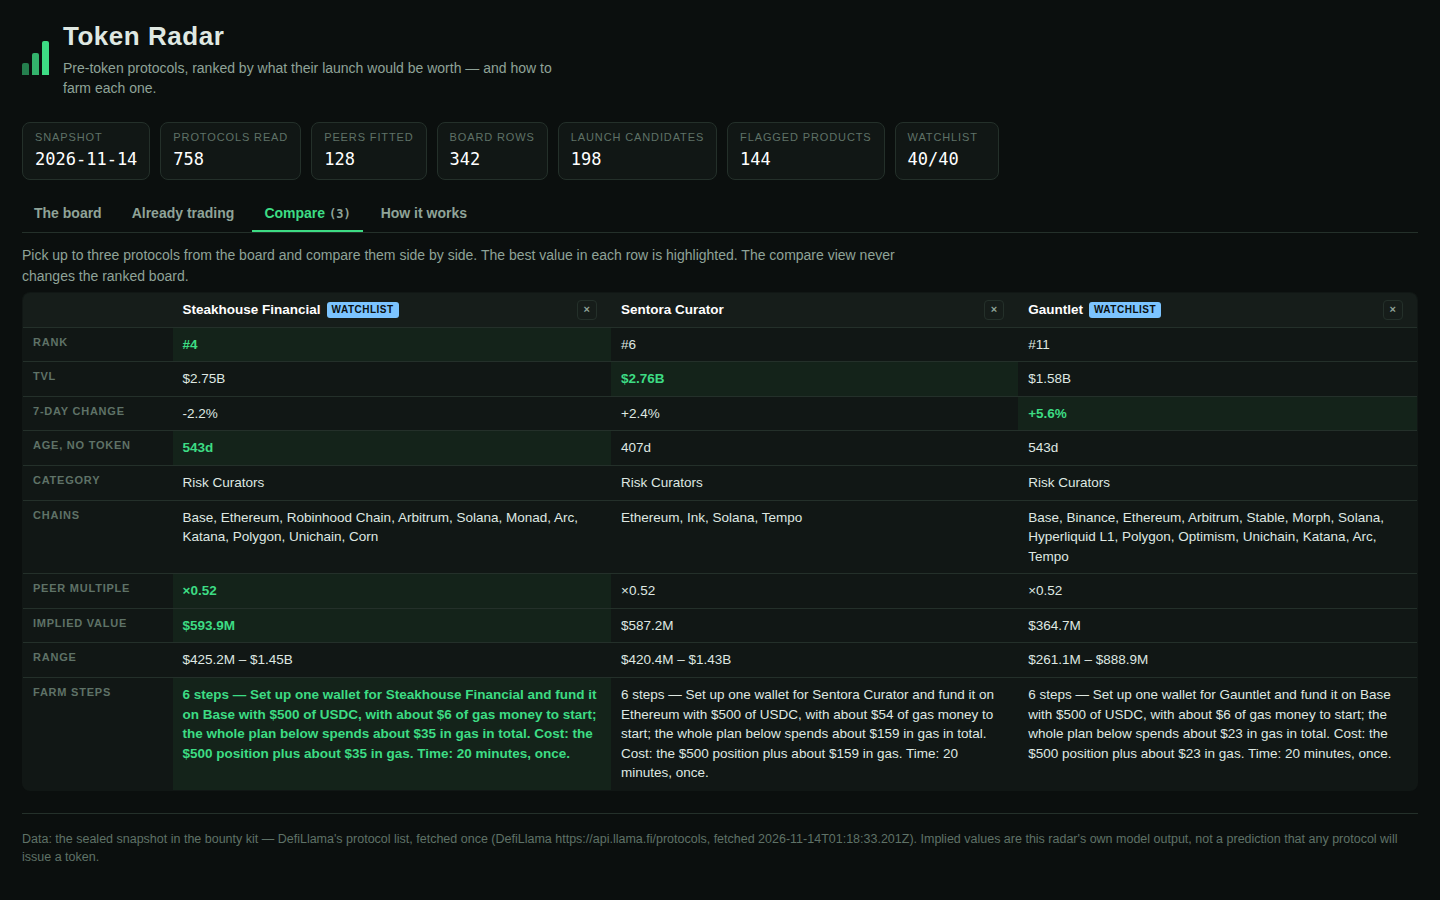 Token Radar
Pre-token protocols, ranked by what their launch would be worth — and how to
farm each one.
SNAPSHOT
2026-11-14
PROTOCOLS READ
758
PEERS FITTED
128
BOARD ROWS
342
LAUNCH CANDIDATES
198
FLAGGED PRODUCTS
144
WATCHLIST
40/40
The board
Already trading
Compare (3)
How it works
Pick up to three protocols from the board and compare them side by side. The best value in each row is highlighted. The compare view never
changes the ranked board.
Steakhouse Financial WATCHLIST ×
Sentora Curator ×
Gauntlet WATCHLIST ×
RANK
#4
#6
#11
TVL
$2.75B
$2.76B
$1.58B
7-DAY CHANGE
-2.2%
+2.4%
+5.6%
AGE, NO TOKEN
543d
407d
543d
CATEGORY
Risk Curators
Risk Curators
Risk Curators
CHAINS
Base, Ethereum, Robinhood Chain, Arbitrum, Solana, Monad, Arc,
Katana, Polygon, Unichain, Corn
Ethereum, Ink, Solana, Tempo
Base, Binance, Ethereum, Arbitrum, Stable, Morph, Solana,
Hyperliquid L1, Polygon, Optimism, Unichain, Katana, Arc,
Tempo
PEER MULTIPLE
×0.52
×0.52
×0.52
IMPLIED VALUE
$593.9M
$587.2M
$364.7M
RANGE
$425.2M – $1.45B
$420.4M – $1.43B
$261.1M – $888.9M
FARM STEPS
6 steps — Set up one wallet for Steakhouse Financial and fund it
on Base with $500 of USDC, with about $6 of gas money to start;
the whole plan below spends about $35 in gas in total. Cost: the
$500 position plus about $35 in gas. Time: 20 minutes, once.
6 steps — Set up one wallet for Sentora Curator and fund it on
Ethereum with $500 of USDC, with about $54 of gas money to
start; the whole plan below spends about $159 in gas in total.
Cost: the $500 position plus about $159 in gas. Time: 20
minutes, once.
6 steps — Set up one wallet for Gauntlet and fund it on Base
with $500 of USDC, with about $6 of gas money to start; the
whole plan below spends about $23 in gas in total. Cost: the
$500 position plus about $23 in gas. Time: 20 minutes, once.
Data: the sealed snapshot in the bounty kit — DefiLlama's protocol list, fetched once (DefiLlama https://api.llama.fi/protocols, fetched 2026-11-14T01:18:33.201Z). Implied values are this radar's own model output, not a prediction that any protocol will
issue a token.